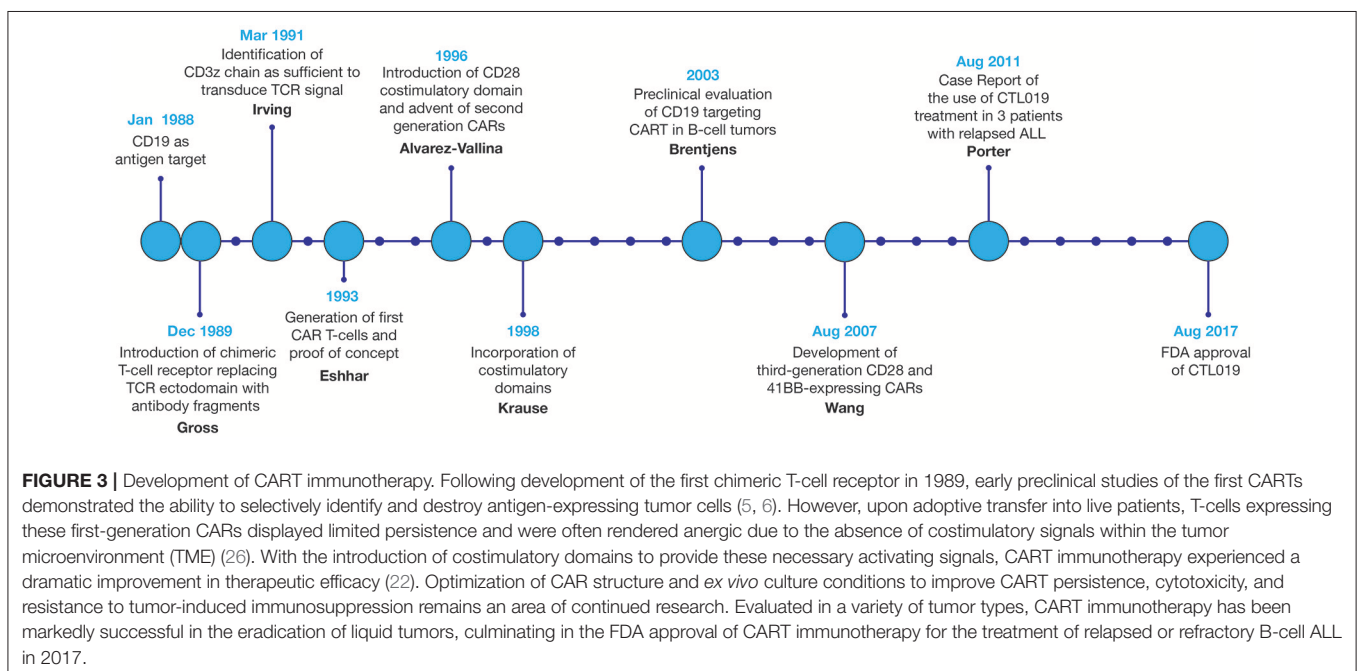 Jan 1988
CD19 as
antigen target
Dec 1989
Introduction of chimeric
T-cell receptor replacing
TCR ectodomain with
antibody fragments
Gross
Mar 1991
Identification of
CD3z chain as sufficient to
transduce TCR signal
Irving
1993
Generation of first
CAR T-cells and
proof of concept
Eshhar
1996
Introduction of CD28
costimulatory domain
and advent of second
generation CARs
Alvarez-Vallina
1998
Incorporation of
costimulatory
domains
Krause
2003
Preclinical evaluation
of CD19 targeting
CART in B-cell tumors
Brentjens
Aug 2007
Development of
third-generation CD28 and
41BB-expressing CARs
Wang
Aug 2011
Case Report of
the use of CTL019
treatment in 3 patients
with relapsed ALL
Porter
Aug 2017
FDA approval
of CTL019
FIGURE 3 | Development of CART immunotherapy. Following development of the first chimeric T-cell receptor in 1989, early preclinical studies of the first CARTs
demonstrated the ability to selectively identify and destroy antigen-expressing tumor cells (5, 6). However, upon adoptive transfer into live patients, T-cells expressing
these first-generation CARs displayed limited persistence and were often rendered anergic due to the absence of costimulatory signals within the tumor
microenvironment (TME) (26). With the introduction of costimulatory domains to provide these necessary activating signals, CART immunotherapy experienced a
dramatic improvement in therapeutic efficacy (22). Optimization of CAR structure and ex vivo culture conditions to improve CART persistence, cytotoxicity, and
resistance to tumor-induced immunosuppression remains an area of continued research. Evaluated in a variety of tumor types, CART immunotherapy has been
markedly successful in the eradication of liquid tumors, culminating in the FDA approval of CART immunotherapy for the treatment of relapsed or refractory B-cell ALL
in 2017.